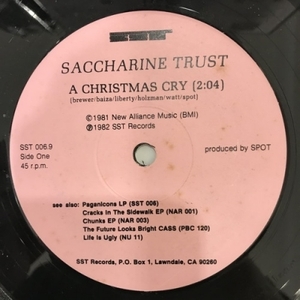 SST
SACCHARINE TRUST
A CHRISTMAS CRY (2:04)
(brewer/baiza/liberty/holzman/watt/spot)
©1981 New Alliance Music (BMI)
℗1982 SST Records
SST 006.9
Side One
45 r.p.m.
produced by SPOT
see also: Paganicons LP (SST 006)
Cracks In The Sidewalk EP (NAR 001)
Chunks EP (NAR 003)
The Future Looks Bright CASS (PBC 120)
Life Is Ugly (NU 11)
SST Records, P.O. Box 1, Lawndale, CA 90260